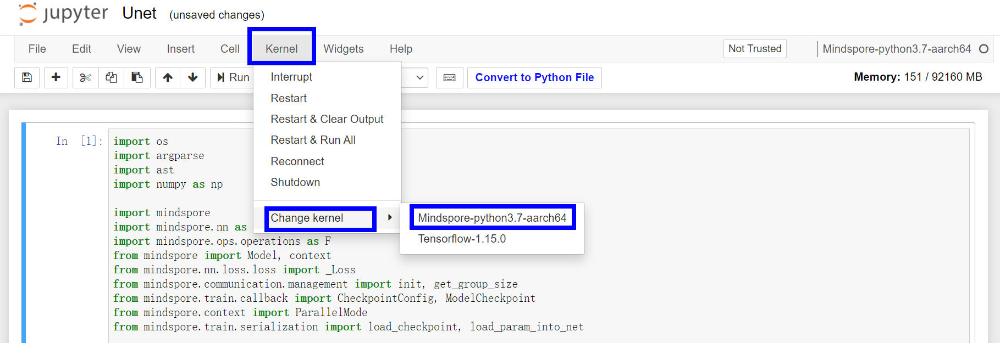 jupyter Unet (unsaved changes)
File Edit View Insert Cell Kernel Widgets Help Not Trusted Mindspore-python3.7-aarch64
Run Convert to Python File Memory: 151 / 92160 MB
Interrupt
Restart
Restart & Clear Output
Restart & Run All
Reconnect
Shutdown
Change kernel
Mindspore-python3.7-aarch64
Tensorflow-1.15.0
In [1]:
import os
import argparse
import ast
import numpy as np
import mindspore
import mindspore.nn as
import mindspore.ops.operations as F
from mindspore import Model, context
from mindspore.nn.loss.loss import _Loss
from mindspore.communication.management import init, get_group_size
from mindspore.train.callback import CheckpointConfig, ModelCheckpoint
from mindspore.context import ParallelMode
from mindspore.train.serialization import load_checkpoint, load_param_into_net